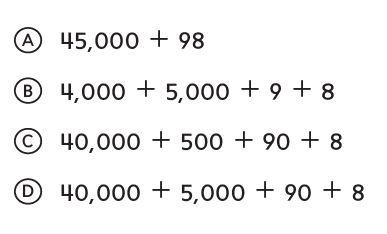 A 45,000 + 98
B 4,000 + 5,000 + 9 + 8
C 40,000 + 500 + 90 + 8
D 40,000 + 5,000 + 90 + 8